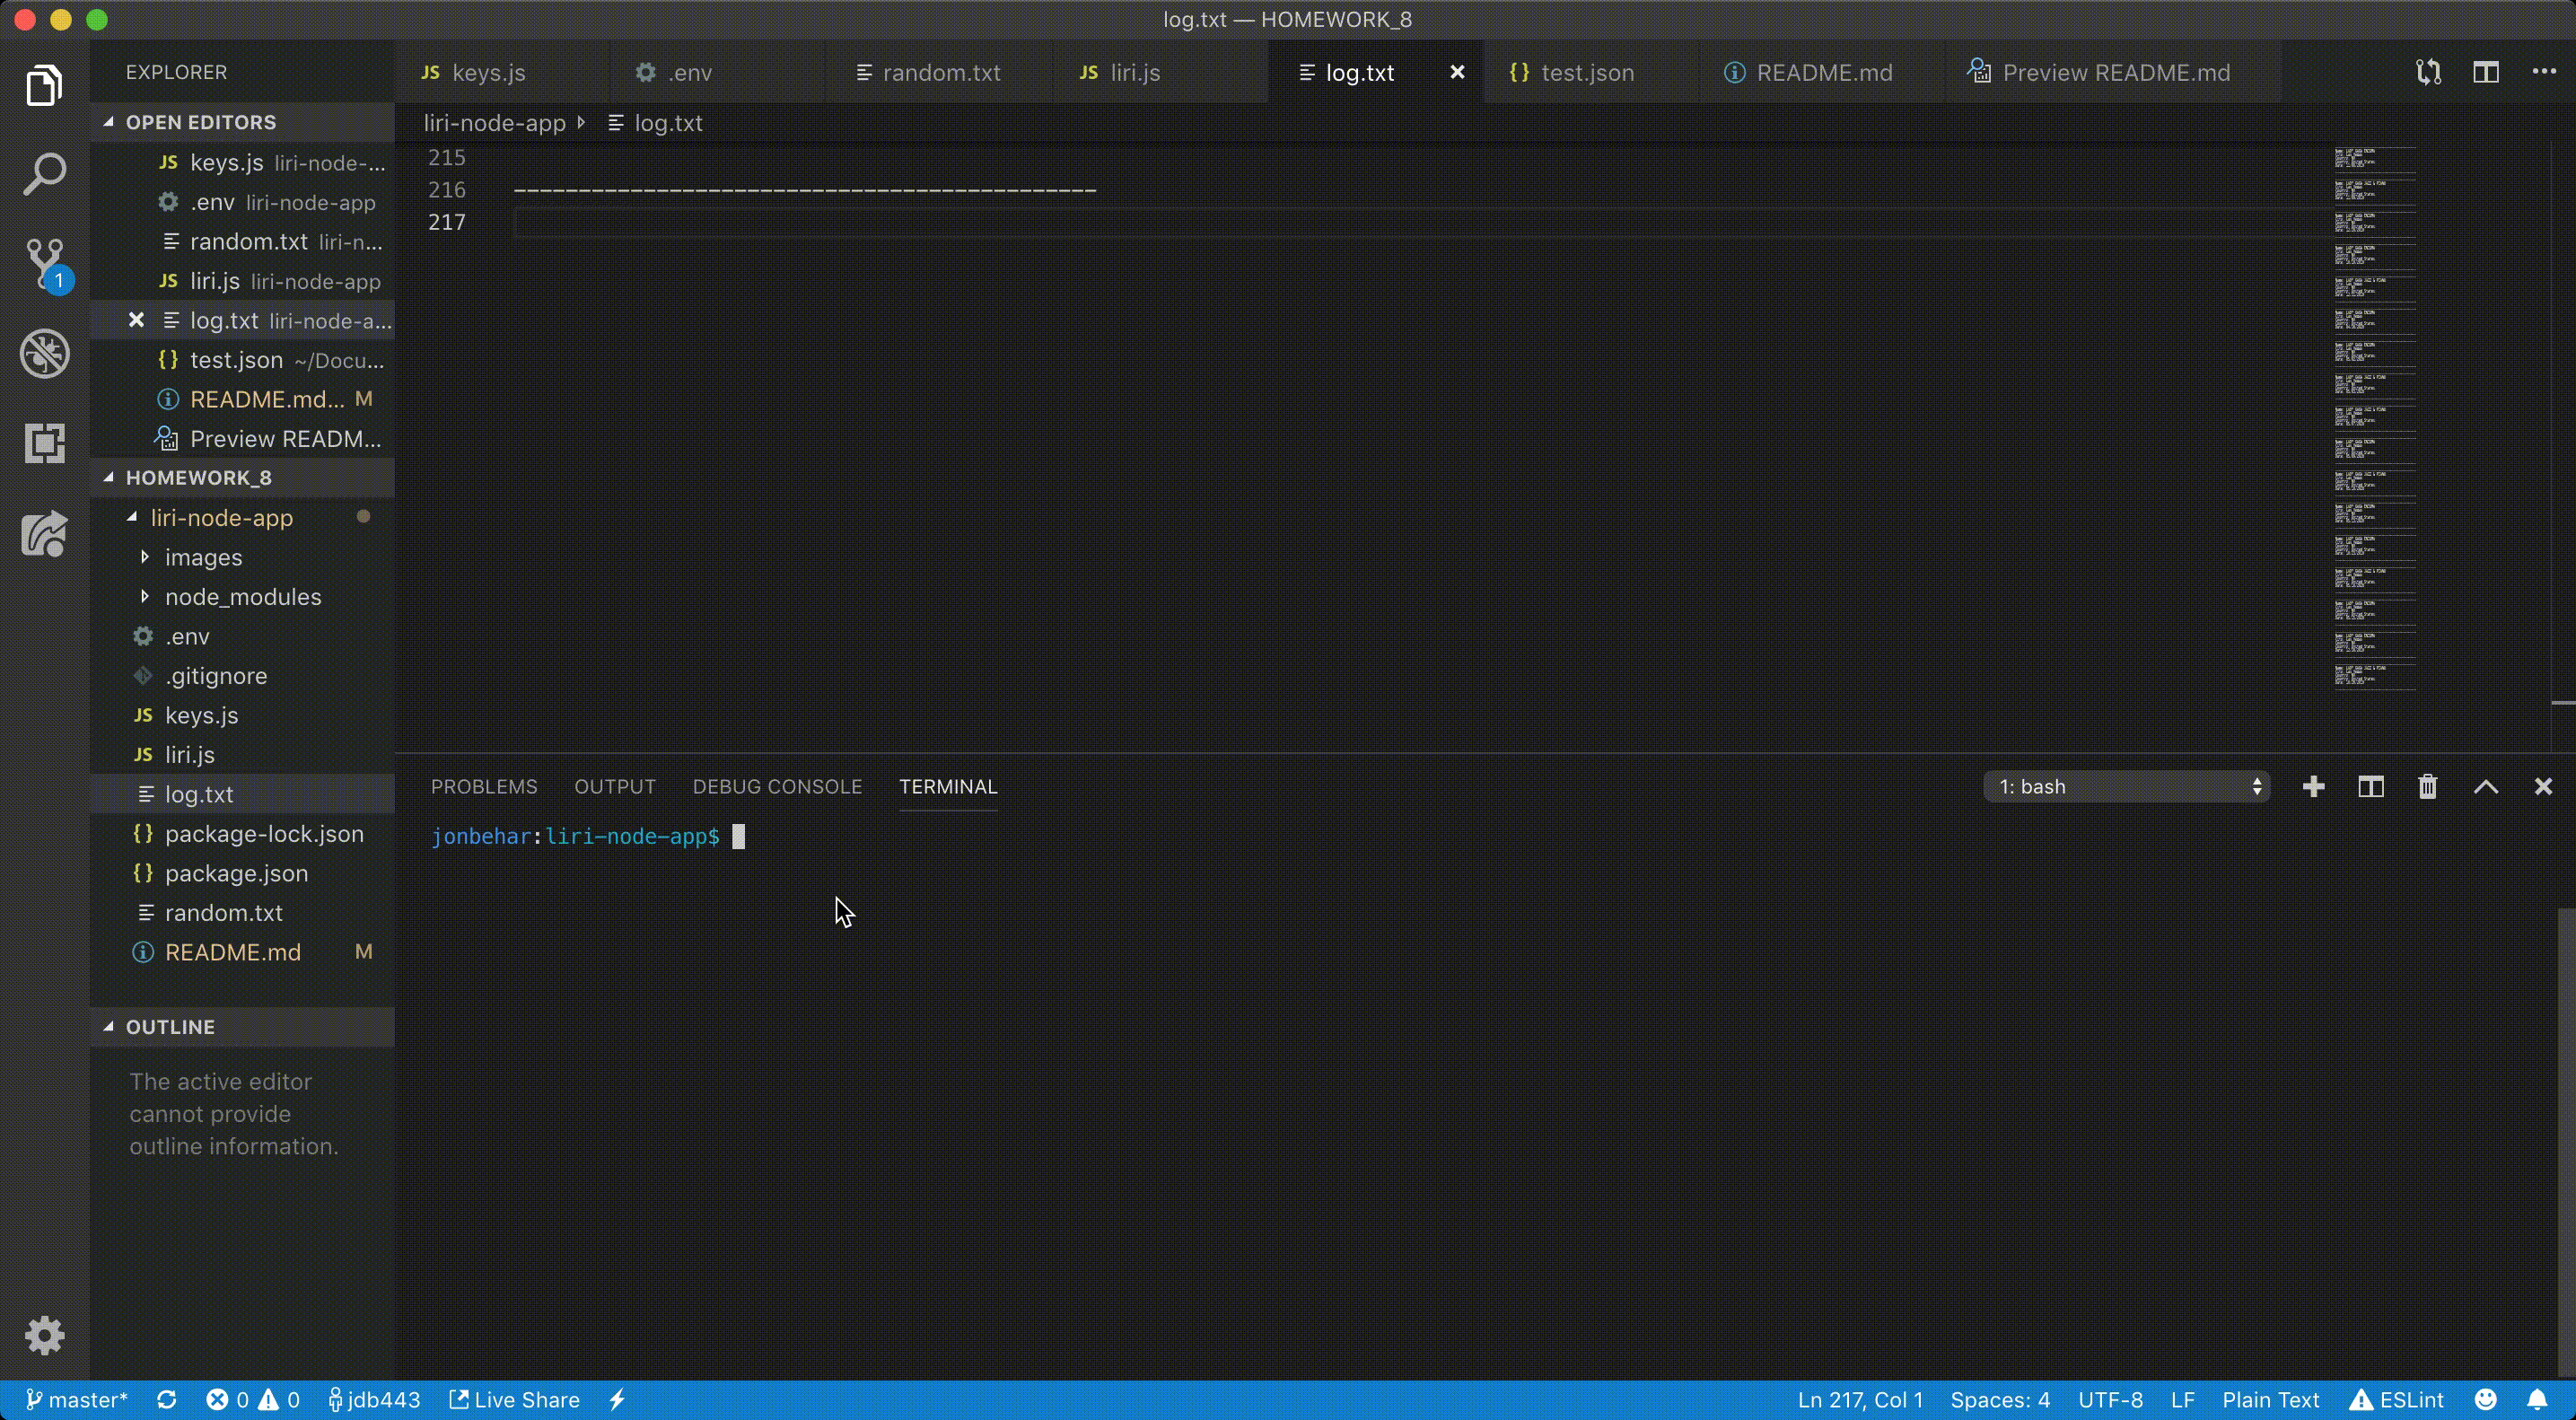 log.txt — HOMEWORK_8
EXPLORER
JS keys.js
.env
random.txt
JS liri.js
log.txt
{} test.json
README.md
Preview README.md
OPEN EDITORS
JS keys.js liri-node-...
.env liri-node-app
random.txt liri-n...
JS liri.js liri-node-app
log.txt liri-node-a...
{} test.json ~/Docu...
README.md... M
Preview READM...
1
HOMEWORK_8
liri-node-app
images
node_modules
.env
.gitignore
JS keys.js
JS liri.js
log.txt
{} package-lock.json
{} package.json
random.txt
README.md M
OUTLINE
The active editor
cannot provide
outline information.
liri-node-app log.txt
215
216 ---------------------------------------------
217
PROBLEMS OUTPUT DEBUG CONSOLE TERMINAL
1: bash
jonbehar:liri-node-app$
master* 0 0 jdb443 Live Share
Ln 217, Col 1 Spaces: 4 UTF-8 LF Plain Text ESLint